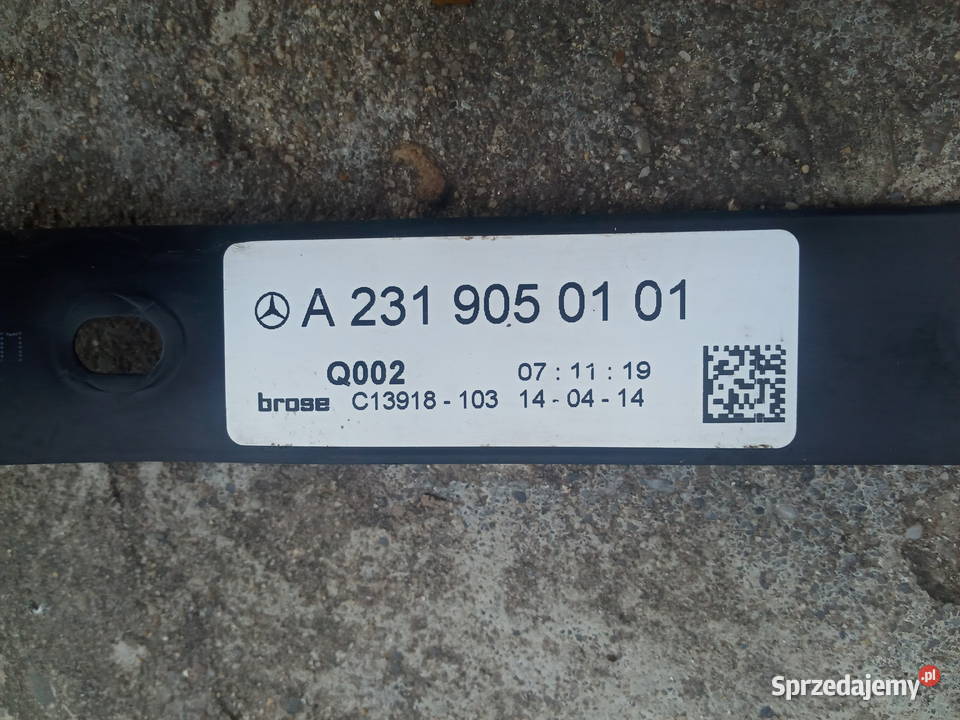 A 231 905 01 01
Q002 07 : 11 : 19
brose C13918 - 103 14 - 04 - 14
Sprzedajemy.pl